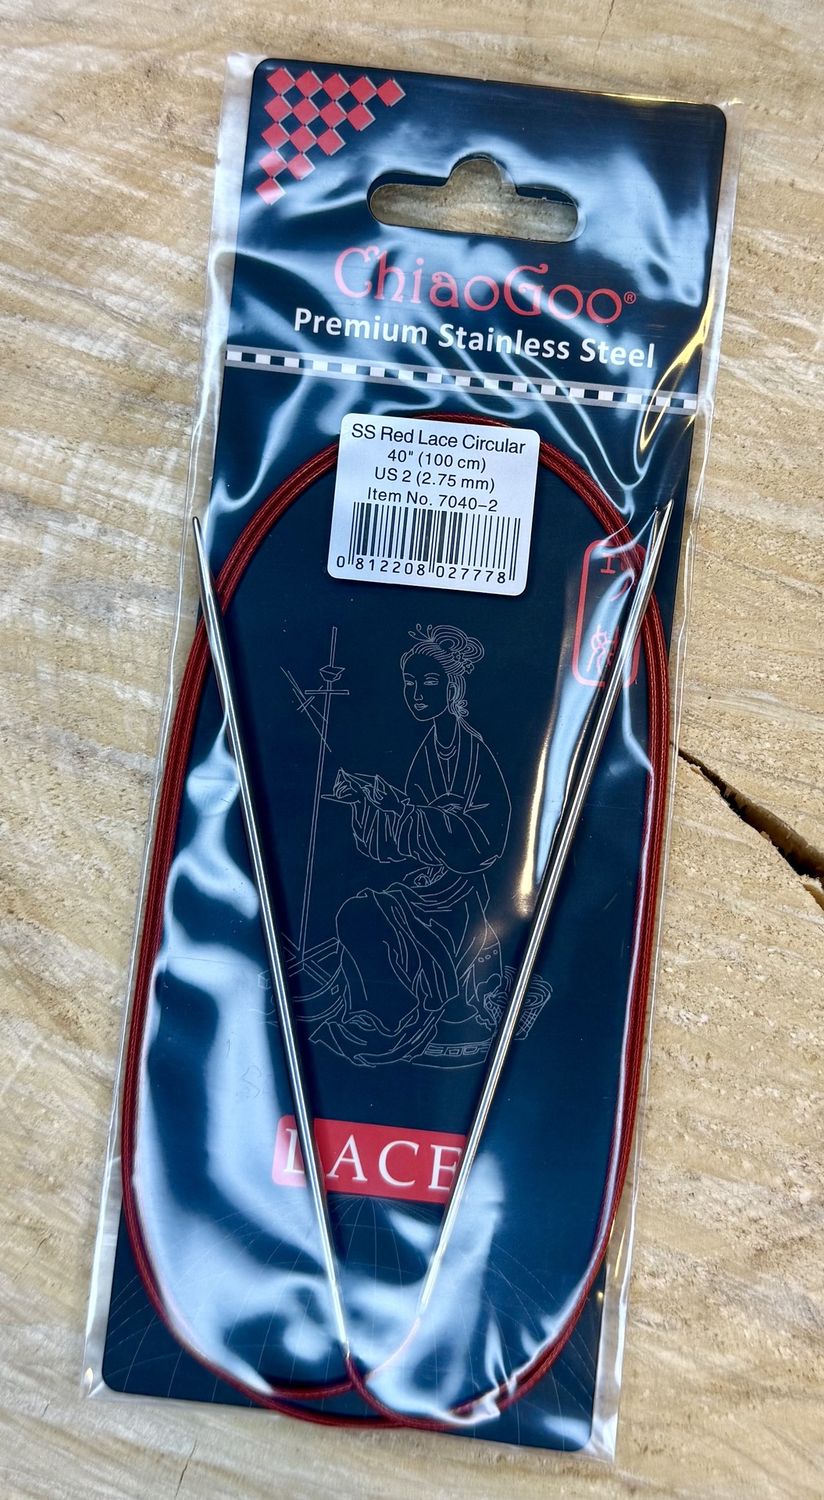 ChiaoGoo®
Premium Stainless Steel
SS Red Lace Circular
40" (100 cm)
US 2 (2.75 mm)
Item No. 7040-2
0 812208 027778
LACE